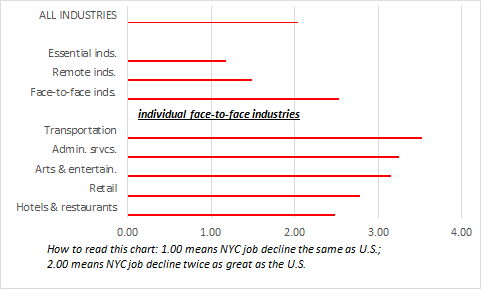 ALL INDUSTRIES
Essential inds.
Remote inds.
Face-to-face inds.
individual face-to-face industries
Transportation
Admin. srvcs.
Arts & entertain.
Retail
Hotels & restaurants
0.00 1.00 2.00 3.00 4.00
How to read this chart: 1.00 means NYC job decline the same as U.S.;
2.00 means NYC job decline twice as great as the U.S.